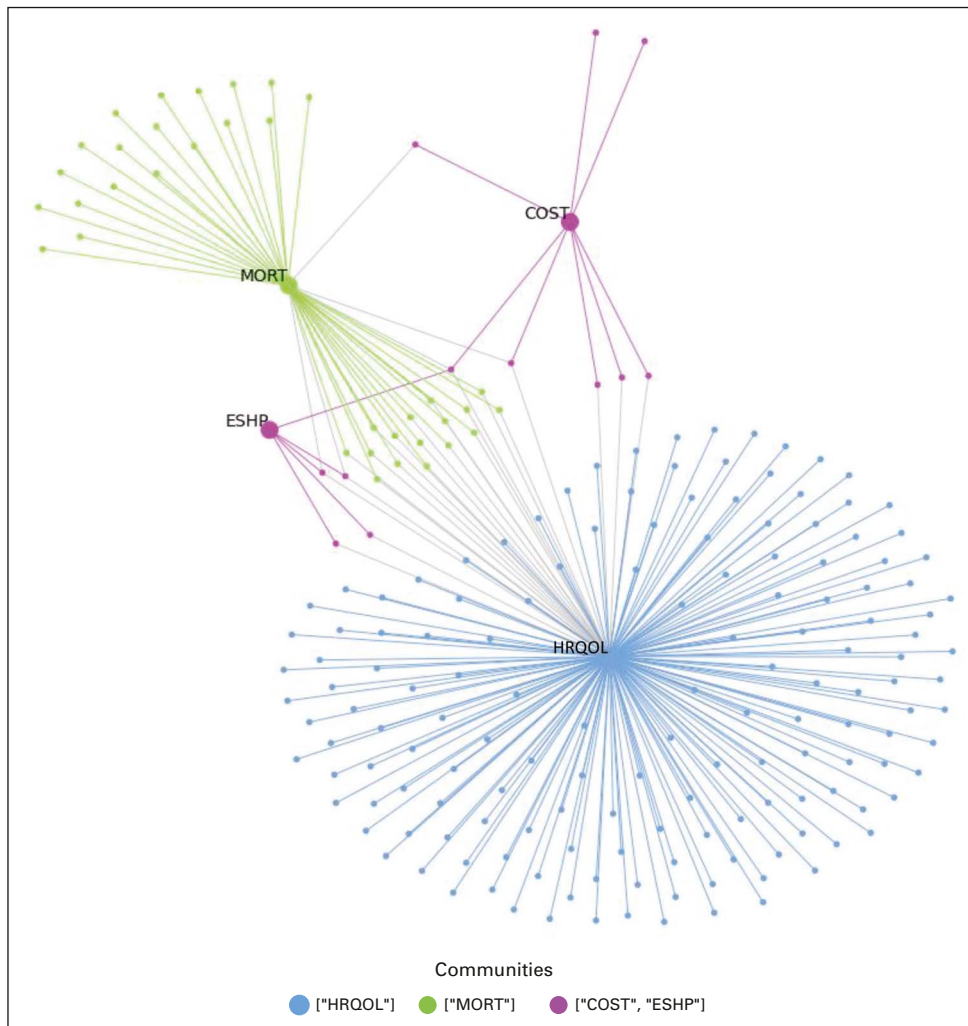 COST
MORT
ESHP
HRQOL
Communities
["HRQOL"] ["MORT"] ["COST", "ESHP"]